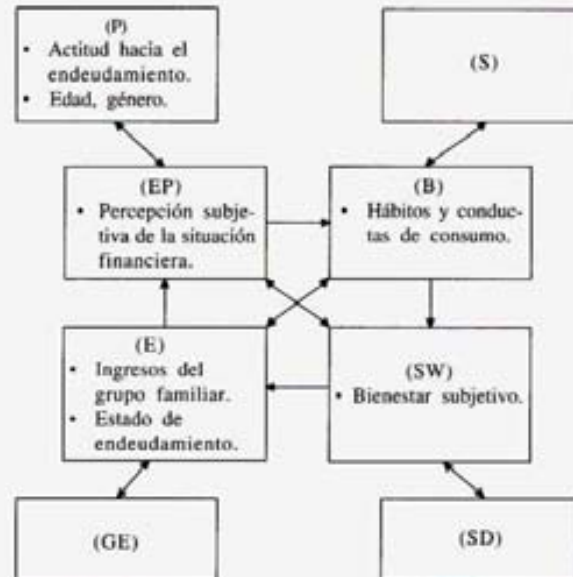 (P)
• Actitud hacia el
endeudamiento.
• Edad, género.
(S)
(EP)
• Percepción subje-
tiva de la situación
financiera.
(B)
• Hábitos y conduc-
tas de consumo.
(E)
• Ingresos del
grupo familiar.
• Estado de
endeudamiento.
(SW)
• Bienestar subjetivo.
(GE)
(SD)